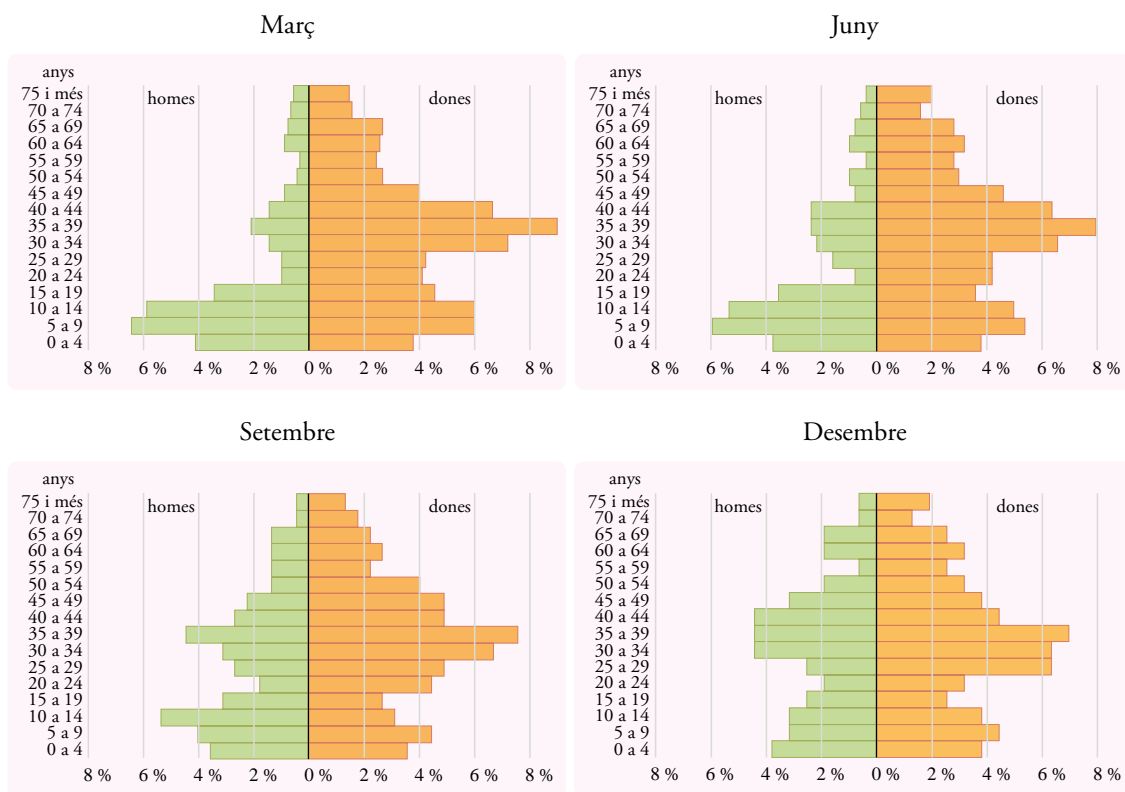 Març
anys
homes
dones
75 i més
70 a 74
65 a 69
60 a 64
55 a 59
50 a 54
45 a 49
40 a 44
35 a 39
30 a 34
25 a 29
20 a 24
15 a 19
10 a 14
5 a 9
0 a 4
8 % 6 % 4 % 2 % 0 % 2 % 4 % 6 % 8 %
Juny
anys
homes
dones
75 i més
70 a 74
65 a 69
60 a 64
55 a 59
50 a 54
45 a 49
40 a 44
35 a 39
30 a 34
25 a 29
20 a 24
15 a 19
10 a 14
5 a 9
0 a 4
8 % 6 % 4 % 2 % 0 % 2 % 4 % 6 % 8 %
Setembre
anys
homes
dones
75 i més
70 a 74
65 a 69
60 a 64
55 a 59
50 a 54
45 a 49
40 a 44
35 a 39
30 a 34
25 a 29
20 a 24
15 a 19
10 a 14
5 a 9
0 a 4
8 % 6 % 4 % 2 % 0 % 2 % 4 % 6 % 8 %
Desembre
anys
homes
dones
75 i més
70 a 74
65 a 69
60 a 64
55 a 59
50 a 54
45 a 49
40 a 44
35 a 39
30 a 34
25 a 29
20 a 24
15 a 19
10 a 14
5 a 9
0 a 4
8 % 6 % 4 % 2 % 0 % 2 % 4 % 6 % 8 %